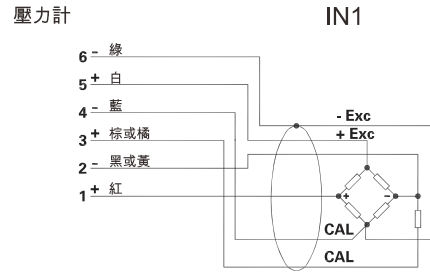 壓力計 IN1
6 - 綠
5 + 白
4 - 藍
- Exc
3 + 棕或橘
+ Exc
2 - 黑或黃
1 + 紅
+ -
CAL
CAL